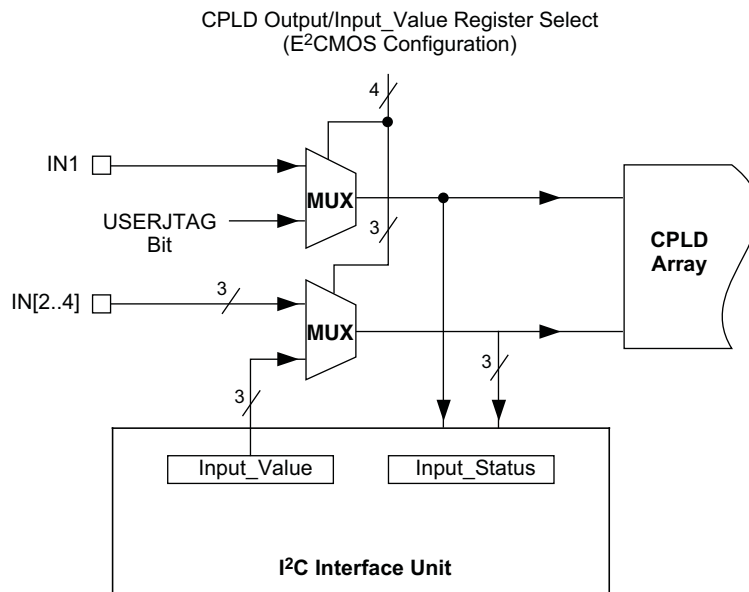 CPLD Output/Input_Value Register Select
(E²CMOS Configuration)
4
IN1
MUX
USERJTAG
Bit
3
CPLD
Array
IN[2..4]
3
MUX
3
3
Input_Value
Input_Status
I²C Interface Unit